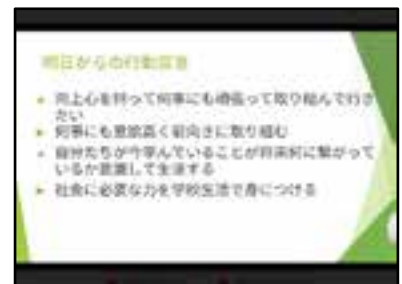 明日からの行動宣言
向上心を持って何事にも頑張って取り組んで行き
たい
何事にも意識高く前向きに取り組む
自分たちが今学んでいることが将来何に繋がって
いるか意識して生活する
社会に必要な力を学校生活で身につける